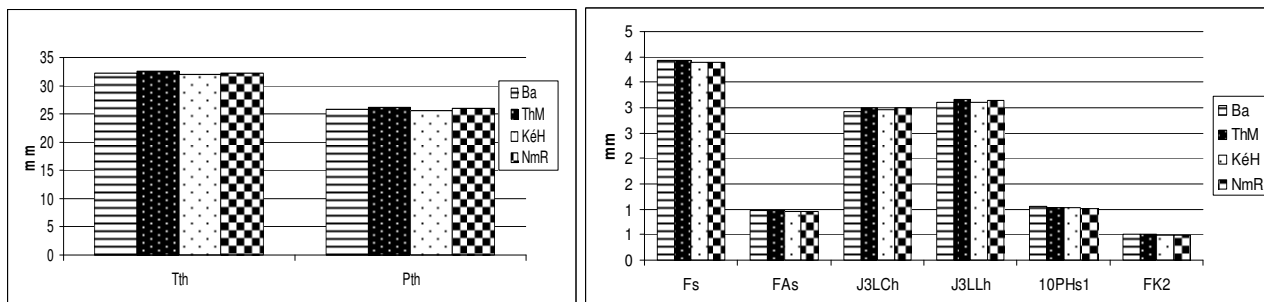 35
30
25
20
15
10
5
0
mm
Tth Pth
Ba
ThM
KéH
NmR
5
4
4
3
3
2
2
1
1
0
mm
Fs FAs J3LCh J3LLh 10PHs1 FK2
Ba
ThM
KéH
NmR